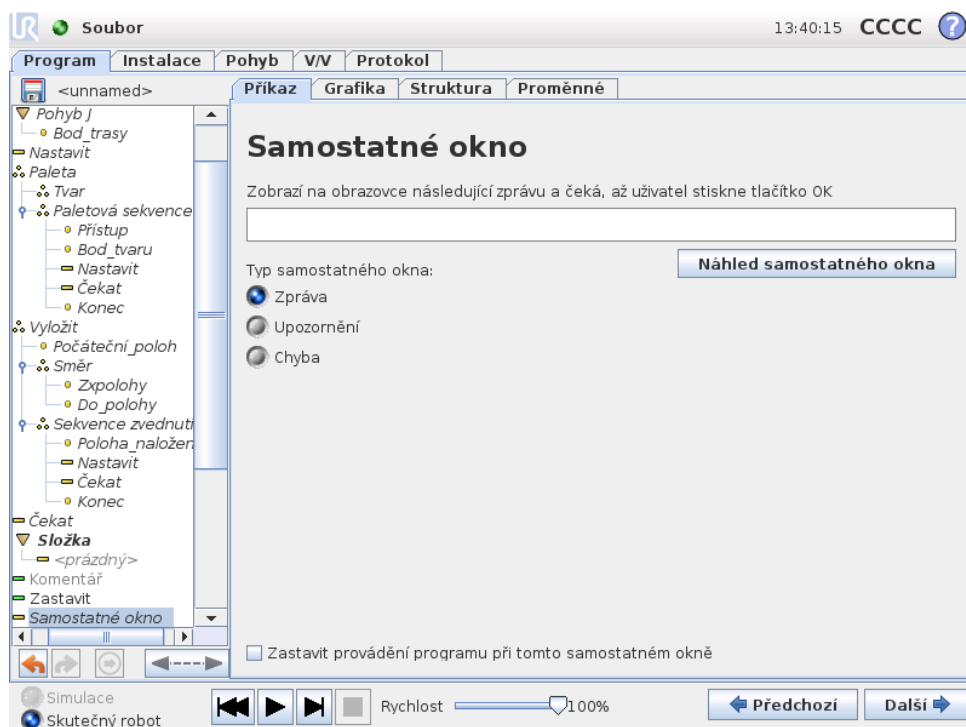 Soubor
13:40:15 CCCC ?
Program Instalace Pohyb V/V Protokol
<unnamed>
Příkaz Grafika Struktura Proměnné
Pohyb J
Bod_trasy
Nastavit
Paleta
Tvar
Paletová sekvence
Přístup
Bod_tvaru
Nastavit
Čekat
Konec
Vyložit
Počáteční_poloh
Směr
Zxpolohy
Do_polohy
Sekvence zvednutí
Poloha_naložen
Nastavit
Čekat
Konec
Čekat
Složka
<prázdný>
Komentář
Zastavit
Samostatné okno
Samostatné okno
Zobrazí na obrazovce následující zprávu a čeká, až uživatel stiskne tlačítko OK
Náhled samostatného okna
Typ samostatného okna:
Zpráva
Upozornění
Chyba
Zastavit provádění programu při tomto samostatném okně
Simulace
Skutečný robot
Rychlost 100%
Předchozí
Další